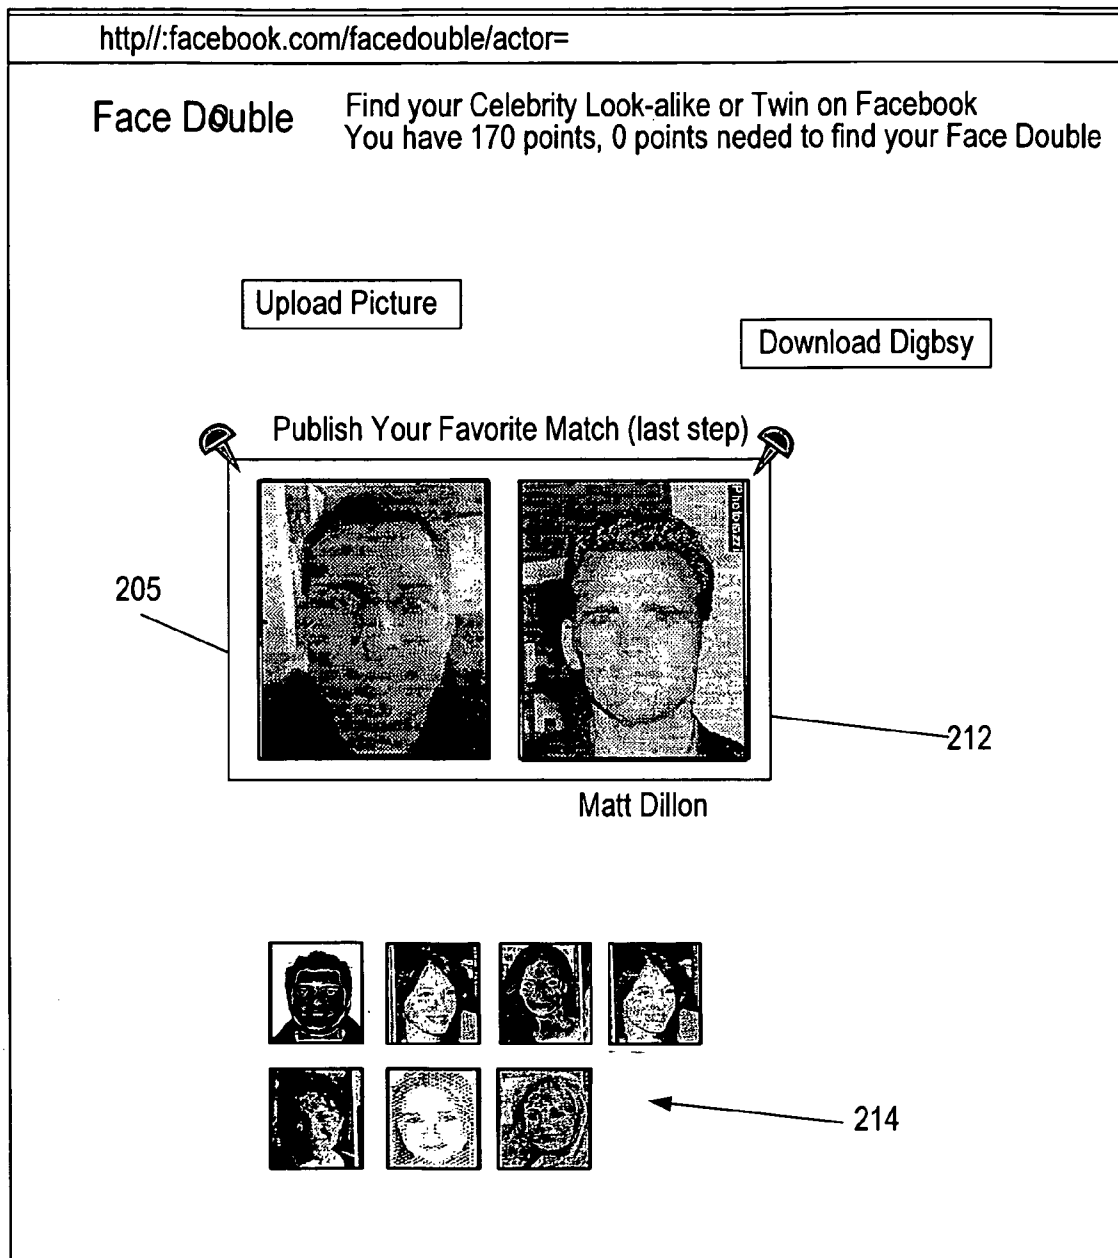 http//:facebook.com/facedouble/actor=
Face Double
Find your Celebrity Look-alike or Twin on Facebook
You have 170 points, 0 points neded to find your Face Double
Upload Picture
Download Digbsy
Publish Your Favorite Match (last step)
205
212
Matt Dillon
214